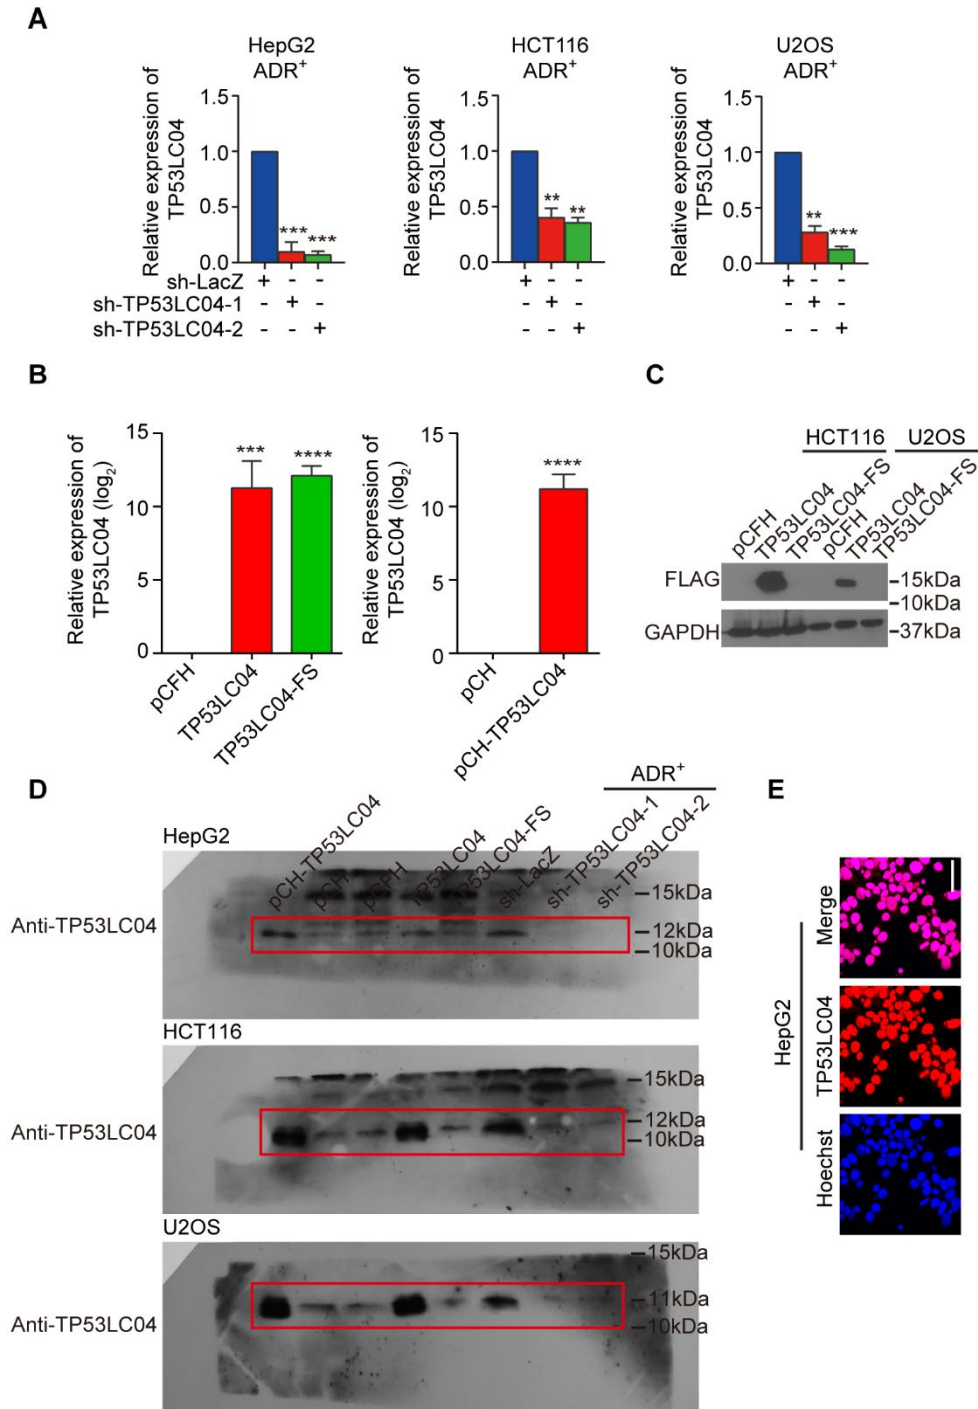 A
HepG2
ADR+
HCT116
ADR+
U2OS
ADR+
Relative expression of
TP53LC04
1.5
1.0
0.5
0.0
*** ***
Relative expression of
TP53LC04
1.5
1.0
0.5
0.0
** **
Relative expression of
TP53LC04
1.5
1.0
0.5
0.0
** ***
sh-LacZ + - - + - - + - -
sh-TP53LC04-1 - + - - + - - + -
sh-TP53LC04-2 - - + - - + - - +
B
Relative expression of
TP53LC04 (log2)
15
10
5
0
*** ****
pCFH
TP53LC04
TP53LC04-FS
Relative expression of
TP53LC04 (log2)
15
10
5
0
****
pCH
pCH-TP53LC04
C
HCT116 U2OS
pCFH
TP53LC04
TP53LC04-FS
pCFH
TP53LC04
TP53LC04-FS
FLAG
-15kDa
-10kDa
GAPDH
-37kDa
D
ADR+
pCH-TP53LC04
pCH
pCFH
TP53LC04
TP53LC04-FS
sh-LacZ
sh-TP53LC04-1
sh-TP53LC04-2
HepG2
Anti-TP53LC04
-15kDa
-12kDa
-10kDa
HCT116
Anti-TP53LC04
-15kDa
-12kDa
-10kDa
U2OS
Anti-TP53LC04
-15kDa
-11kDa
-10kDa
E
HepG2
Merge
TP53LC04
Hoechst